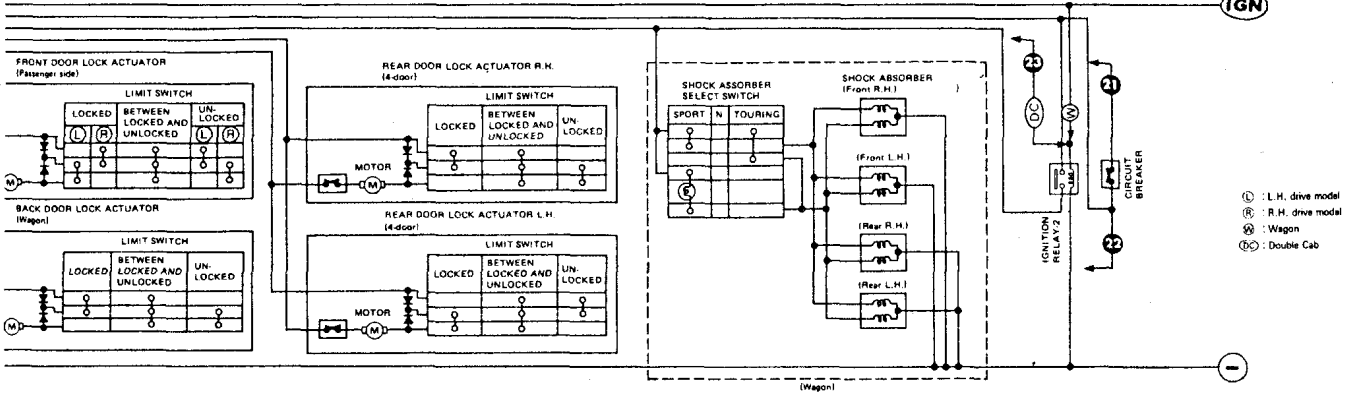 IGN
FRONT DOOR LOCK ACTUATOR
(Passenger side)
LIMIT SWITCH
LOCKED
BETWEEN
LOCKED AND
UNLOCKED
UN-
LOCKED
L R L R
M
BACK DOOR LOCK ACTUATOR
(Wagon)
LIMIT SWITCH
LOCKED
BETWEEN
LOCKED AND
UNLOCKED
UN-
LOCKED
M
REAR DOOR LOCK ACTUATOR R.H.
(4-door)
LIMIT SWITCH
LOCKED
BETWEEN
LOCKED AND
UNLOCKED
UN-
LOCKED
MOTOR
M
REAR DOOR LOCK ACTUATOR L.H.
(4-door)
LIMIT SWITCH
LOCKED
BETWEEN
LOCKED AND
UNLOCKED
UN-
LOCKED
MOTOR
M
SHOCK ASSORBER
SELECT SWITCH
SPORT N TOURING
SHOCK ABSORBER
(Front R.H.)
)
(Front L.H.)
(Rear R.H.)
(Rear L.H.)
(Wagon)
23
DC
W
21
IGNITION
RELAY-2
CIRCUIT
BREAKER
22
L : L.H. drive model
R : R.H. drive model
W : Wagon
DC : Double Cab
−